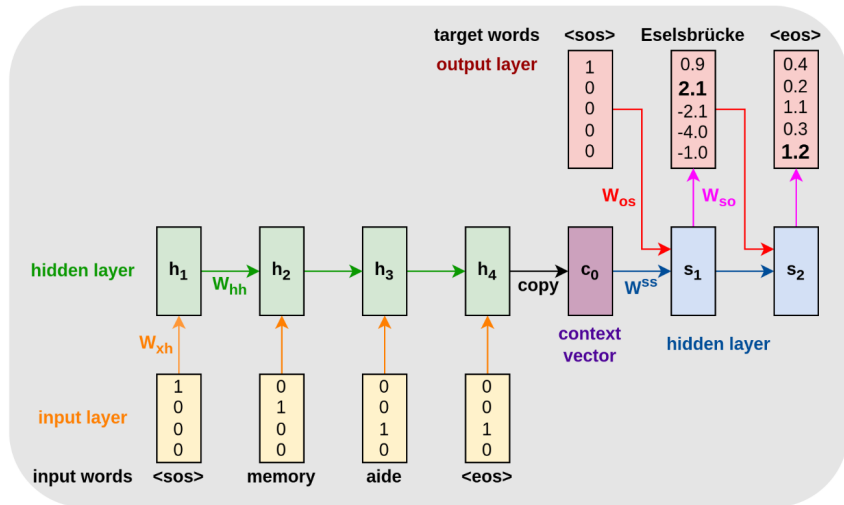 target words <sos> Eselsbrücke <eos>
output layer
1
0
0
0
0
0.9
2.1
-2.1
-4.0
-1.0
0.4
0.2
1.1
0.3
1.2
Wos
Wso
hidden layer
h1
h2
h3
h4
c0
s1
s2
Whh
copy
Wss
context
vector
hidden layer
Wxh
input layer
1
0
0
0
0
1
0
0
0
0
1
0
0
0
1
0
input words <sos> memory aide <eos>